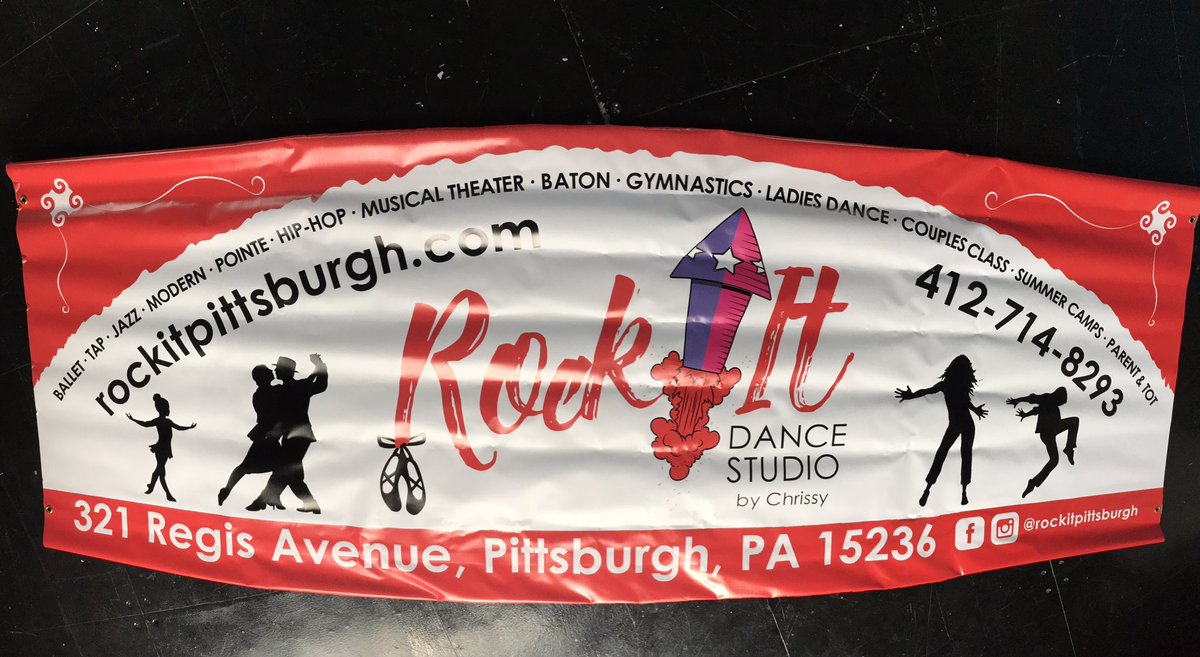 BALLET · TAP · JAZZ · MODERN · POINTE · HIP-HOP · MUSICAL THEATER · BATON · GYMNASTICS · LADIES DANCE · COUPLES CLASS · SUMMER CAMPS · PARENT & TOT
rockitpittsburgh.com
412-714-8293
Rock It
DANCE
STUDIO
by Chrissy
321 Regis Avenue, Pittsburgh, PA 15236
@rockitpittsburgh